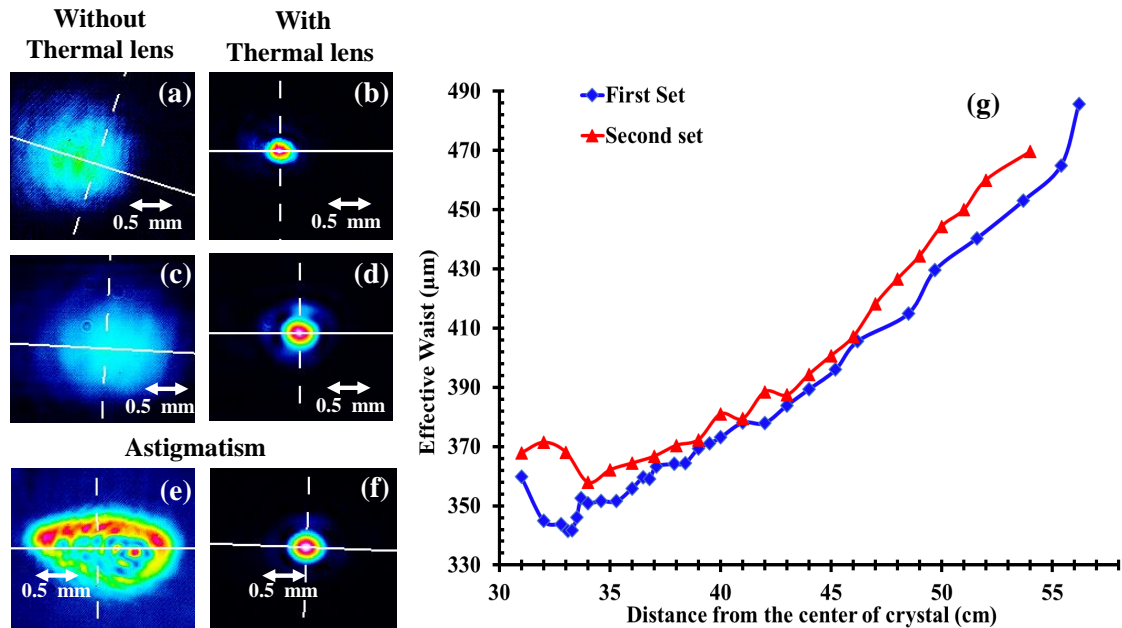 Without
Thermal lens
With
Thermal lens
(a)
0.5 mm
(b)
0.5 mm
(c)
0.5 mm
(d)
0.5 mm
Astigmatism
(e)
0.5 mm
(f)
0.5 mm
(g)
First Set
Second set
Effective Waist (µm)
490
470
450
430
410
390
370
350
330
30 35 40 45 50 55
Distance from the center of crystal (cm)